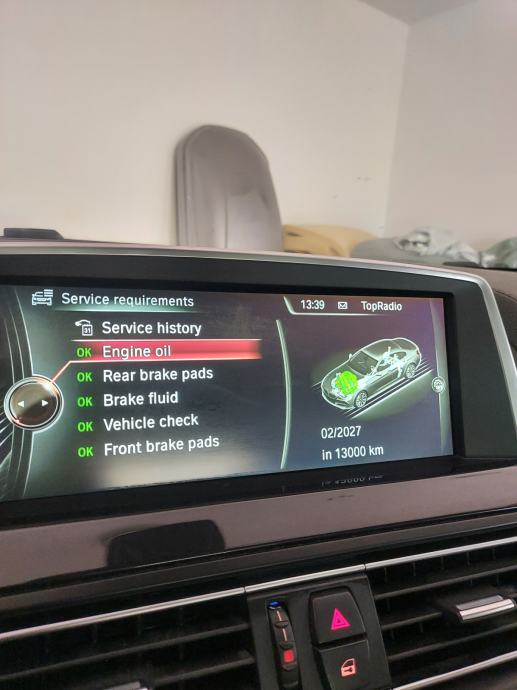 Service requirements
13:39 TopRadio
Service history
OK Engine oil
OK Rear brake pads
OK Brake fluid
OK Vehicle check
OK Front brake pads
02/2027
in 13000 km